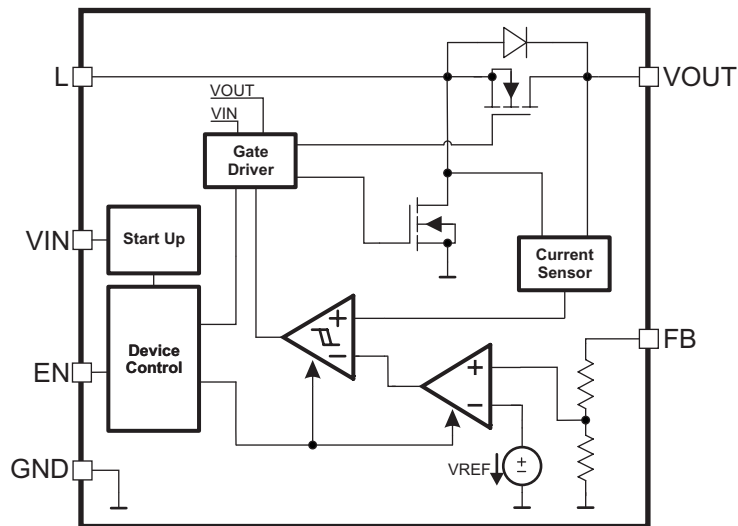 L
VOUT
VOUT
VIN
Gate
Driver
VIN
Start Up
Current
Sensor
Device
Control
EN
FB
+
−
+
−
VREF
+
−
GND